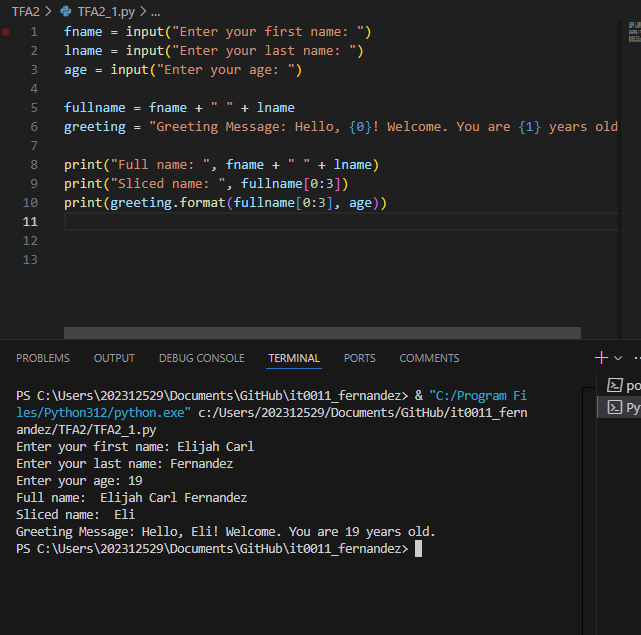 TFA2 > TFA2_1.py > ...
1 fname = input("Enter your first name: ")
2 lname = input("Enter your last name: ")
3 age = input("Enter your age: ")
4
5 fullname = fname + " " + lname
6 greeting = "Greeting Message: Hello, {0}! Welcome. You are {1} years old
7
8 print("Full name: ", fname + " " + lname)
9 print("Sliced name: ", fullname[0:3])
10 print(greeting.format(fullname[0:3], age))
11
12
13
PROBLEMS OUTPUT DEBUG CONSOLE TERMINAL PORTS COMMENTS
PS C:\Users\202312529\Documents\GitHub\it0011_fernandez> & "C:/Program Fi
les/Python312/python.exe" c:/Users/202312529/Documents/GitHub/it0011_fern
andez/TFA2/TFA2_1.py
Enter your first name: Elijah Carl
Enter your last name: Fernandez
Enter your age: 19
Full name:  Elijah Carl Fernandez
Sliced name:  Eli
Greeting Message: Hello, Eli! Welcome. You are 19 years old.
PS C:\Users\202312529\Documents\GitHub\it0011_fernandez>
po
Py